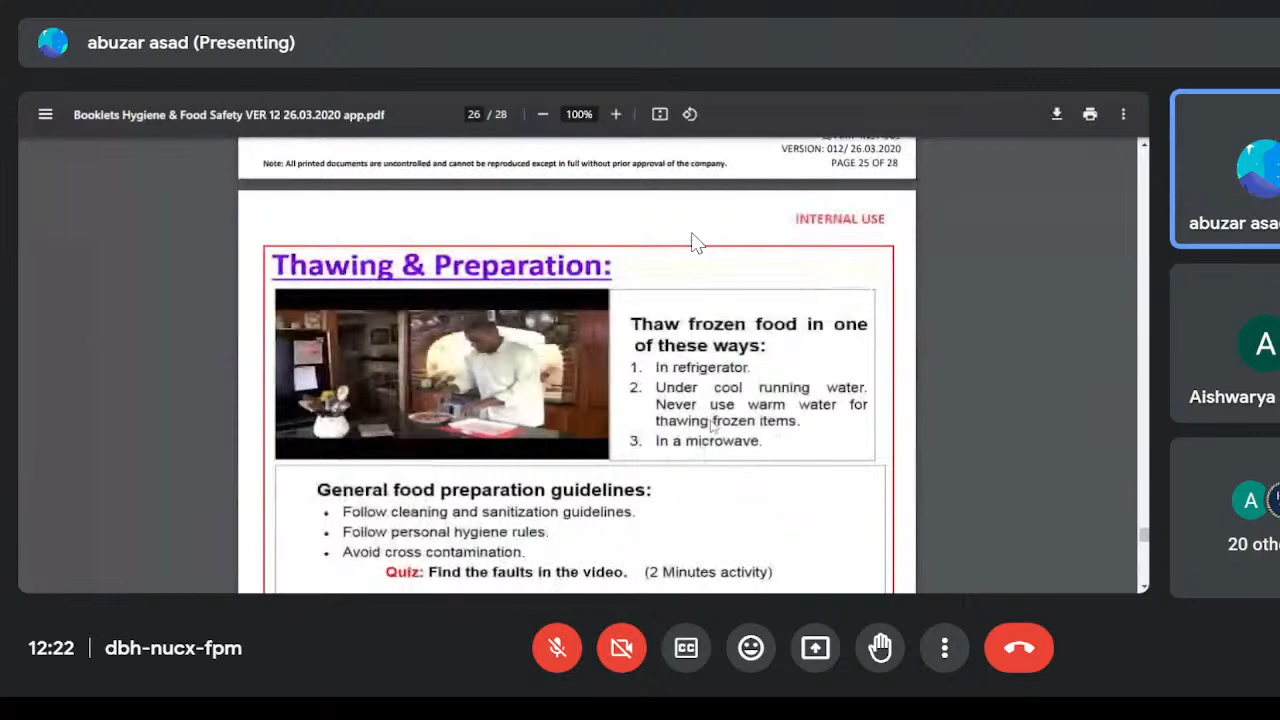 abuzar asad (Presenting)
Booklets Hygiene & Food Safety VER 12 26.03.2020 app.pdf
26 / 28
100%
VERSION: 012/ 26.03.2020
Note: All printed documents are uncontrolled and cannot be reproduced except in full without prior approval of the company.
PAGE 25 OF 28
INTERNAL USE
Thawing & Preparation:
Thaw frozen food in one
of these ways:
1. In refrigerator.
2. Under cool running water.
Never use warm water for
thawing frozen items.
3. In a microwave.
General food preparation guidelines:
• Follow cleaning and sanitization guidelines.
• Follow personal hygiene rules.
• Avoid cross contamination.
Quiz: Find the faults in the video. (2 Minutes activity)
abuzar asa
A
Aishwarya
A
20 oth
12:22
dbh-nucx-fpm
CC